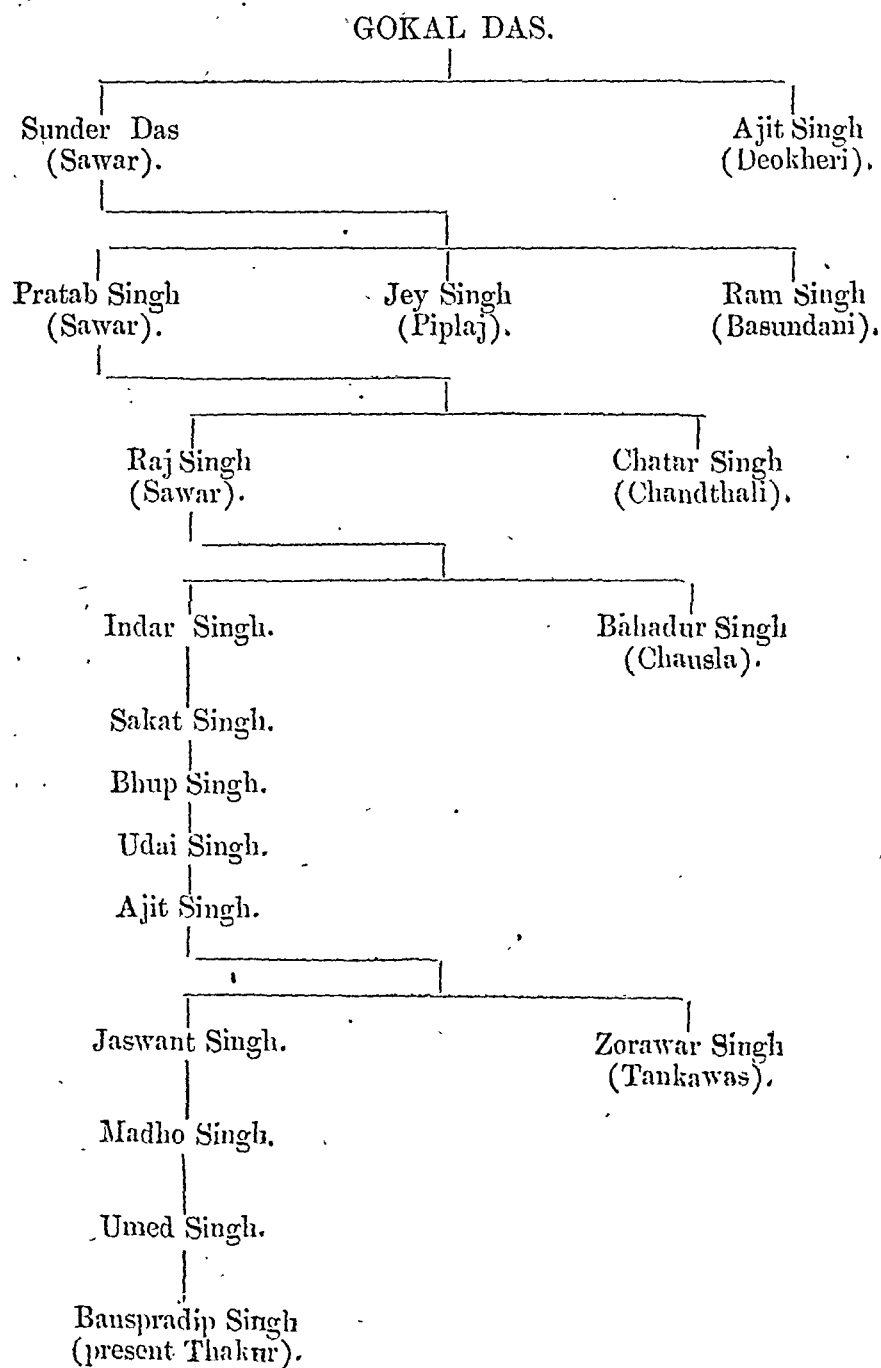 GOKAL DAS.
Sunder Das
(Sawar).
Ajit Singh
(Deokheri).
Pratab Singh
(Sawar).
Jey Singh
(Piplaj).
Ram Singh
(Basundani).
Raj Singh
(Sawar).
Chatar Singh
(Chandthali).
Indar Singh.
Bahadur Singh
(Chausla).
Sakat Singh.
Bhup Singh.
Udai Singh.
Ajit Singh.
Jaswant Singh.
Zorawar Singh
(Tankawas).
Madho Singh.
Umed Singh.
Banspradip Singh
(present Thakur).